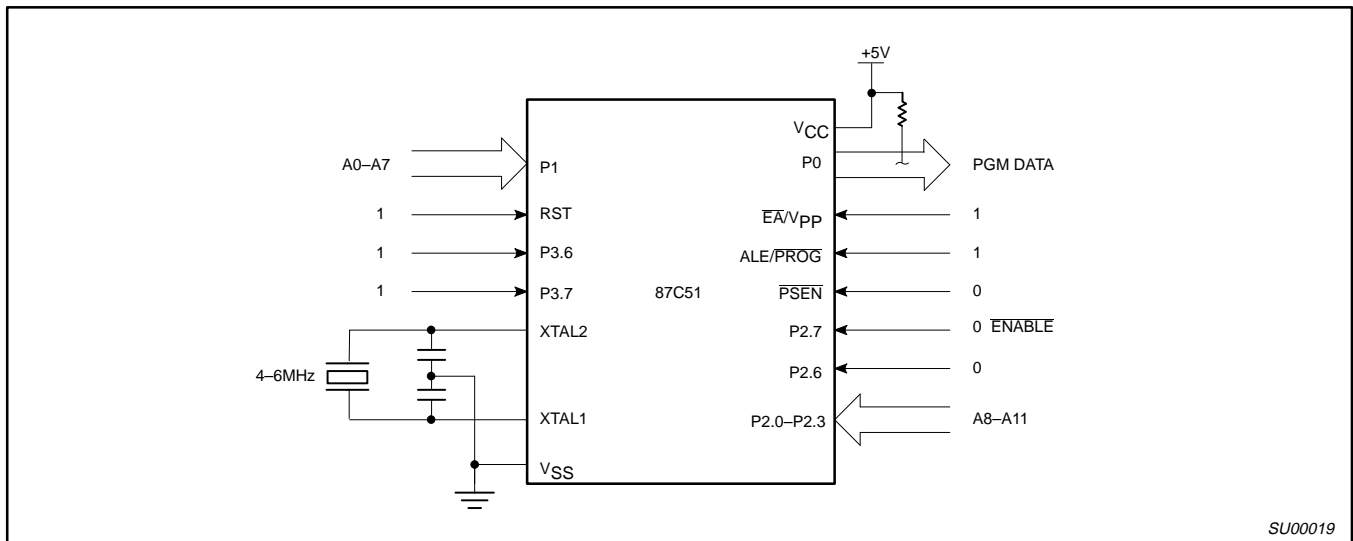 +5V
VCC
A0–A7
P1
P0
PGM DATA
1
RST
EA/VPP
1
1
P3.6
ALE/PROG
1
1
P3.7
87C51
PSEN
0
XTAL2
P2.7
0 ENABLE
4–6MHz
P2.6
0
XTAL1
P2.0–P2.3
A8–A11
VSS
SU00019